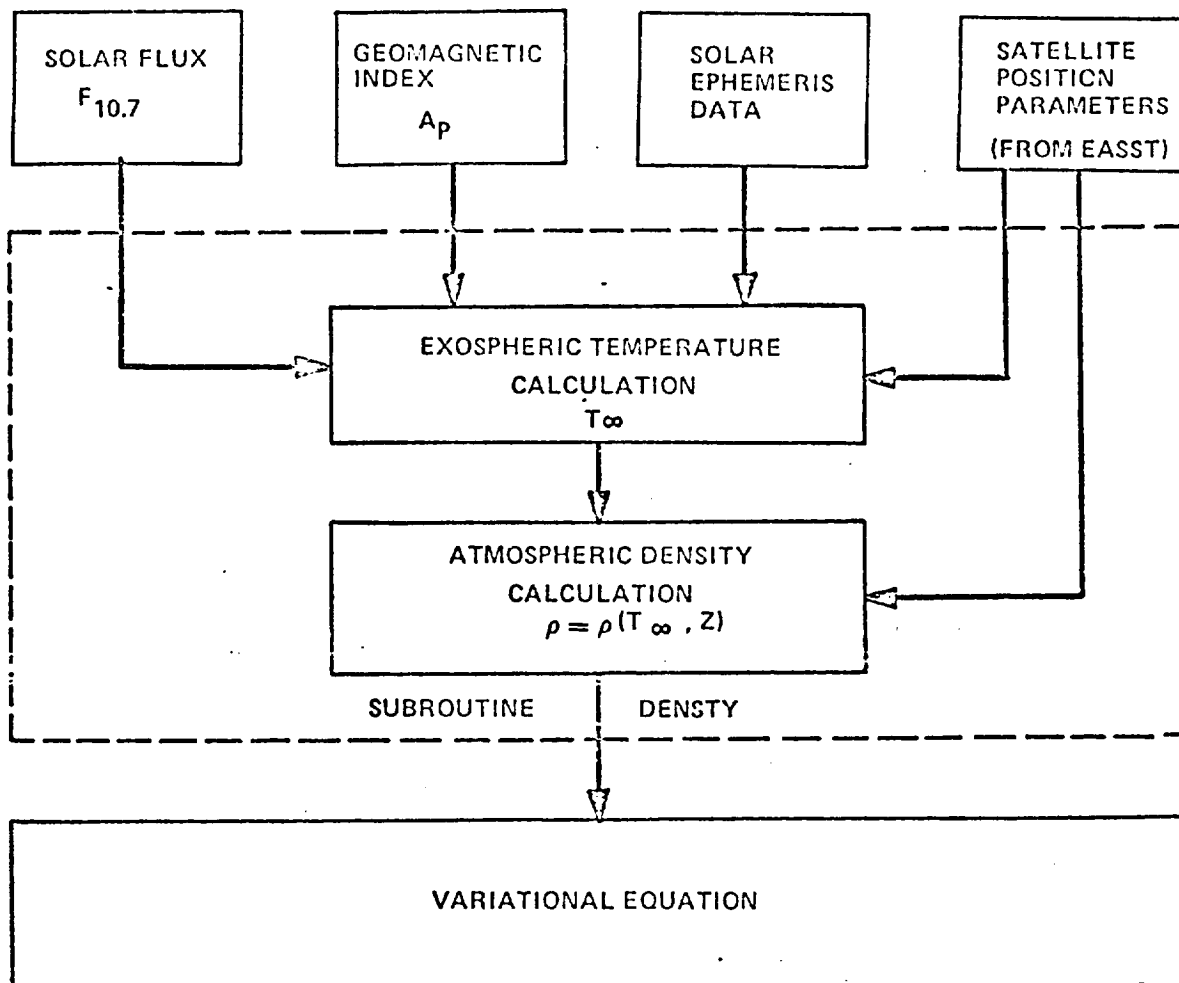 SOLAR FLUX
F10.7
GEOMAGNETIC
INDEX
Ap
SOLAR
EPHEMERIS
DATA
SATELLITE
POSITION
PARAMETERS
(FROM EASST)
EXOSPHERIC TEMPERATURE
CALCULATION
T∞
ATMOSPHERIC DENSITY
CALCULATION
ρ = ρ(T∞, Z)
SUBROUTINE DENSTY
VARIATIONAL EQUATION